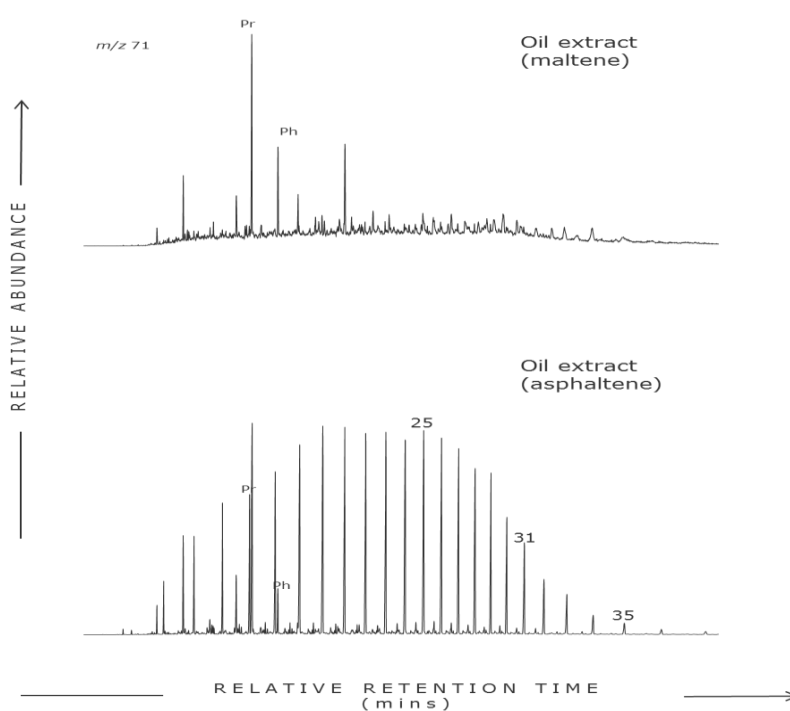 Pr
m/z 71
Oil extract
(maltene)
Ph
RELATIVE ABUNDANCE
Oil extract
(asphaltene)
25
Pr
31
Ph
35
RELATIVE RETENTION TIME
(mins)